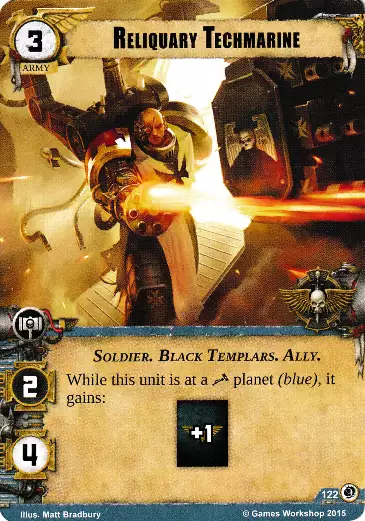 3
RELIQUARY TECHMARINE
ARMY
SOLDIER. BLACK TEMPLARS. ALLY.
2
While this unit is at a planet (blue), it
gains:
+1
4
122
Illus. Matt Bradbury
© Games Workshop 2015